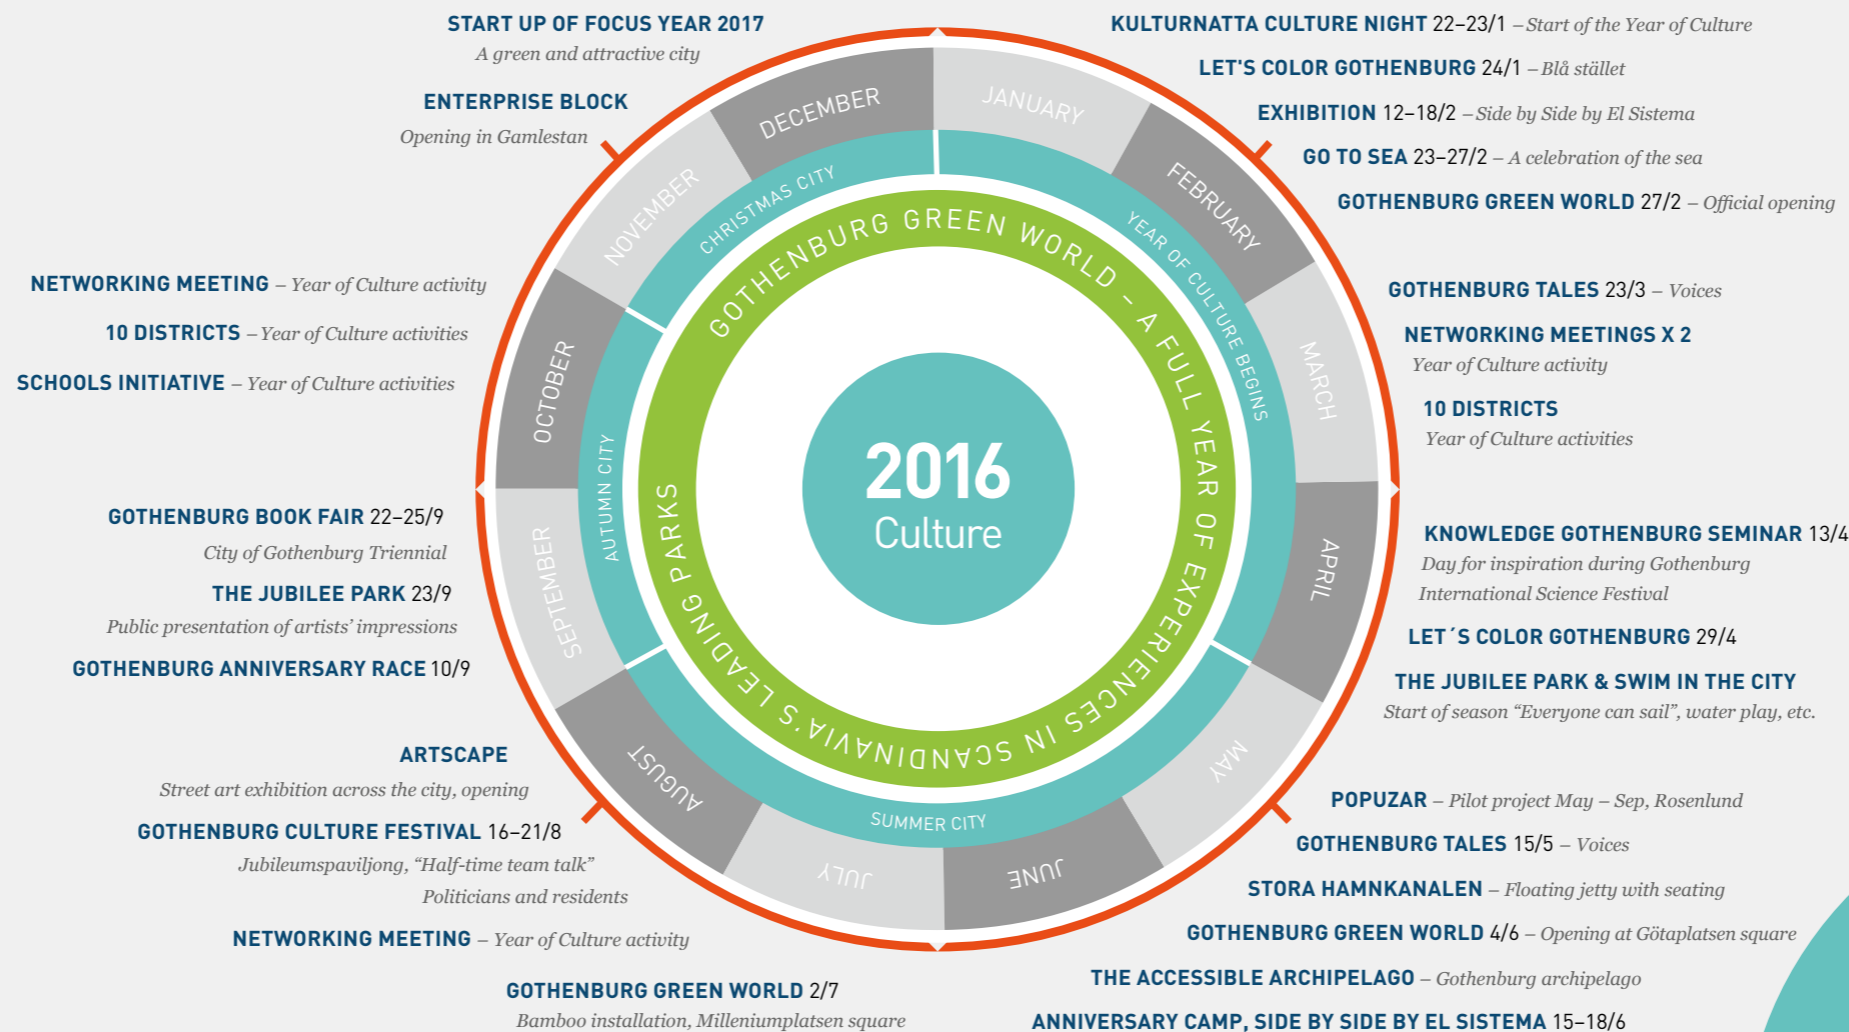 START UP OF FOCUS YEAR 2017
A green and attractive city
ENTERPRISE BLOCK
Opening in Gamlestan
KULTURNATTA CULTURE NIGHT 22–23/1 – Start of the Year of Culture
LET'S COLOR GOTHENBURG 24/1 – Blå stället
EXHIBITION 12–18/2 – Side by Side by El Sistema
GO TO SEA 23–27/2 – A celebration of the sea
GOTHENBURG GREEN WORLD 27/2 – Official opening
GOTHENBURG TALES 23/3 – Voices
NETWORKING MEETINGS X 2
Year of Culture activity
10 DISTRICTS
Year of Culture activities
KNOWLEDGE GOTHENBURG SEMINAR 13/4
Day for inspiration during Gothenburg
International Science Festival
LET´S COLOR GOTHENBURG 29/4
THE JUBILEE PARK & SWIM IN THE CITY
Start of season “Everyone can sail”, water play, etc.
POPUZAR – Pilot project May – Sep, Rosenlund
GOTHENBURG TALES 15/5 – Voices
STORA HAMNKANALEN – Floating jetty with seating
GOTHENBURG GREEN WORLD 4/6 – Opening at Götaplatsen square
THE ACCESSIBLE ARCHIPELAGO – Gothenburg archipelago
ANNIVERSARY CAMP, SIDE BY SIDE BY EL SISTEMA 15–18/6
GOTHENBURG GREEN WORLD 2/7
Bamboo installation, Milleniumplatsen square
ARTSCAPE
Street art exhibition across the city, opening
GOTHENBURG CULTURE FESTIVAL 16–21/8
Jubileumspaviljong, “Half-time team talk”
Politicians and residents
NETWORKING MEETING – Year of Culture activity
GOTHENBURG BOOK FAIR 22–25/9
City of Gothenburg Triennial
THE JUBILEE PARK 23/9
Public presentation of artists’ impressions
GOTHENBURG ANNIVERSARY RACE 10/9
NETWORKING MEETING – Year of Culture activity
10 DISTRICTS – Year of Culture activities
SCHOOLS INITIATIVE – Year of Culture activities
JANUARY
FEBRUARY
MARCH
APRIL
MAY
JUNE
JULY
AUGUST
SEPTEMBER
OCTOBER
NOVEMBER
DECEMBER
YEAR OF CULTURE BEGINS
SUMMER CITY
AUTUMN CITY
CHRISTMAS CITY
GOTHENBURG GREEN WORLD – A FULL YEAR OF EXPERIENCES IN SCANDINAVIA’S LEADING PARKS
2016
Culture